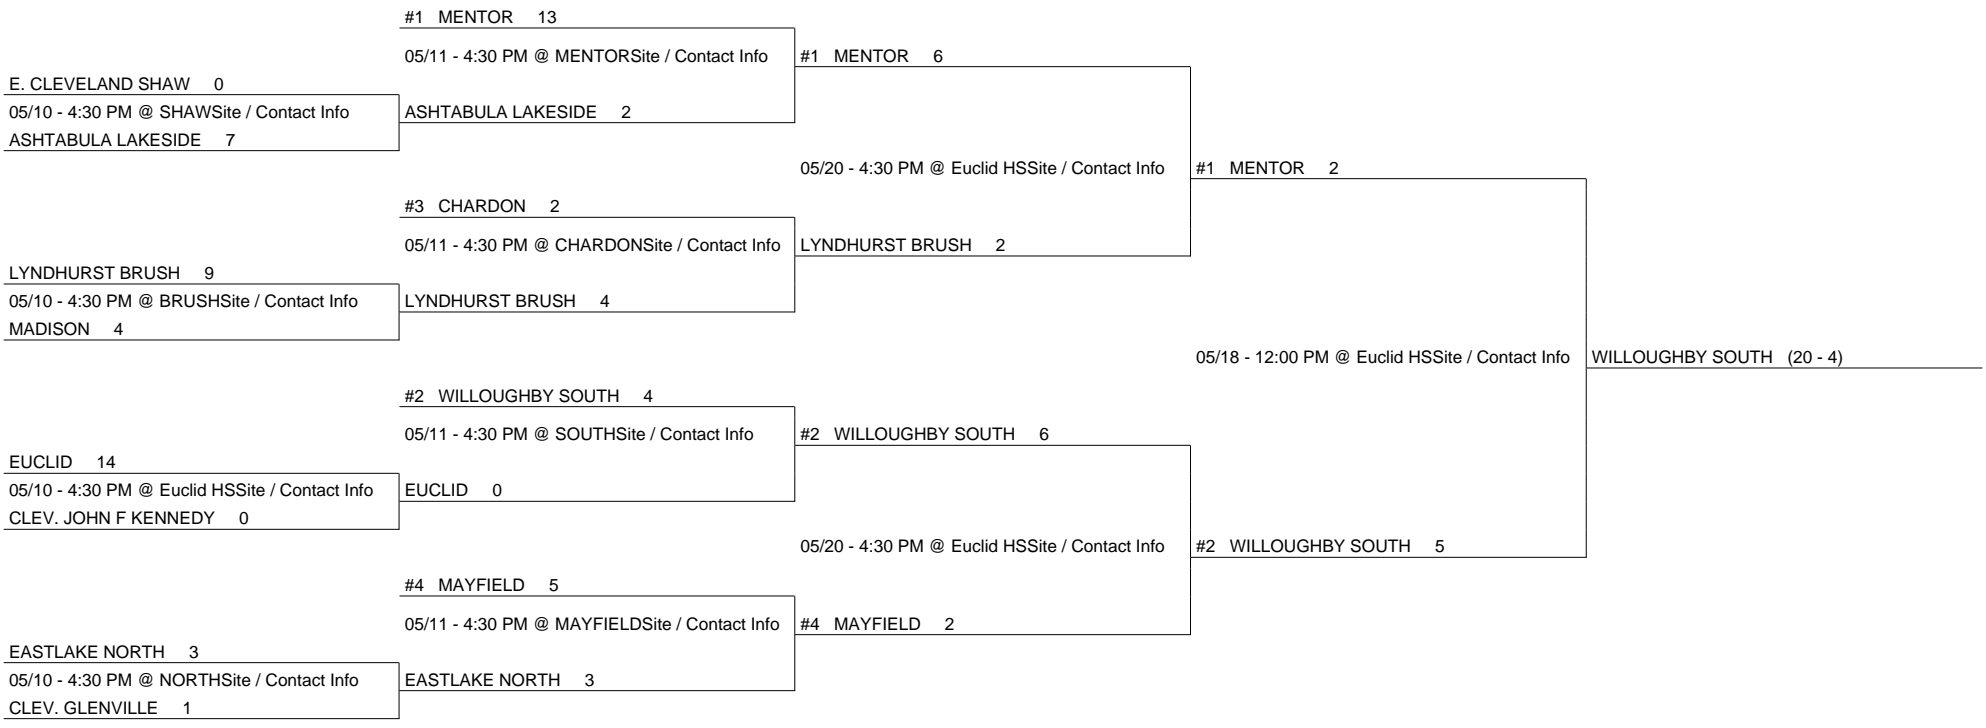 #1 MENTOR 13
05/11 - 4:30 PM @ MENTORSite / Contact Info
#1 MENTOR 6
E. CLEVELAND SHAW 0
05/10 - 4:30 PM @ SHAWSite / Contact Info
ASHTABULA LAKESIDE 2
ASHTABULA LAKESIDE 7
05/20 - 4:30 PM @ Euclid HSSite / Contact Info
#1 MENTOR 2
#3 CHARDON 2
05/11 - 4:30 PM @ CHARDONSite / Contact Info
LYNDHURST BRUSH 2
LYNDHURST BRUSH 9
05/10 - 4:30 PM @ BRUSHSite / Contact Info
LYNDHURST BRUSH 4
MADISON 4
05/18 - 12:00 PM @ Euclid HSSite / Contact Info
WILLOUGHBY SOUTH (20 - 4)
#2 WILLOUGHBY SOUTH 4
05/11 - 4:30 PM @ SOUTHSite / Contact Info
#2 WILLOUGHBY SOUTH 6
EUCLID 14
05/10 - 4:30 PM @ Euclid HSSite / Contact Info
EUCLID 0
CLEV. JOHN F KENNEDY 0
05/20 - 4:30 PM @ Euclid HSSite / Contact Info
#2 WILLOUGHBY SOUTH 5
#4 MAYFIELD 5
05/11 - 4:30 PM @ MAYFIELDSite / Contact Info
#4 MAYFIELD 2
EASTLAKE NORTH 3
05/10 - 4:30 PM @ NORTHSite / Contact Info
EASTLAKE NORTH 3
CLEV. GLENVILLE 1